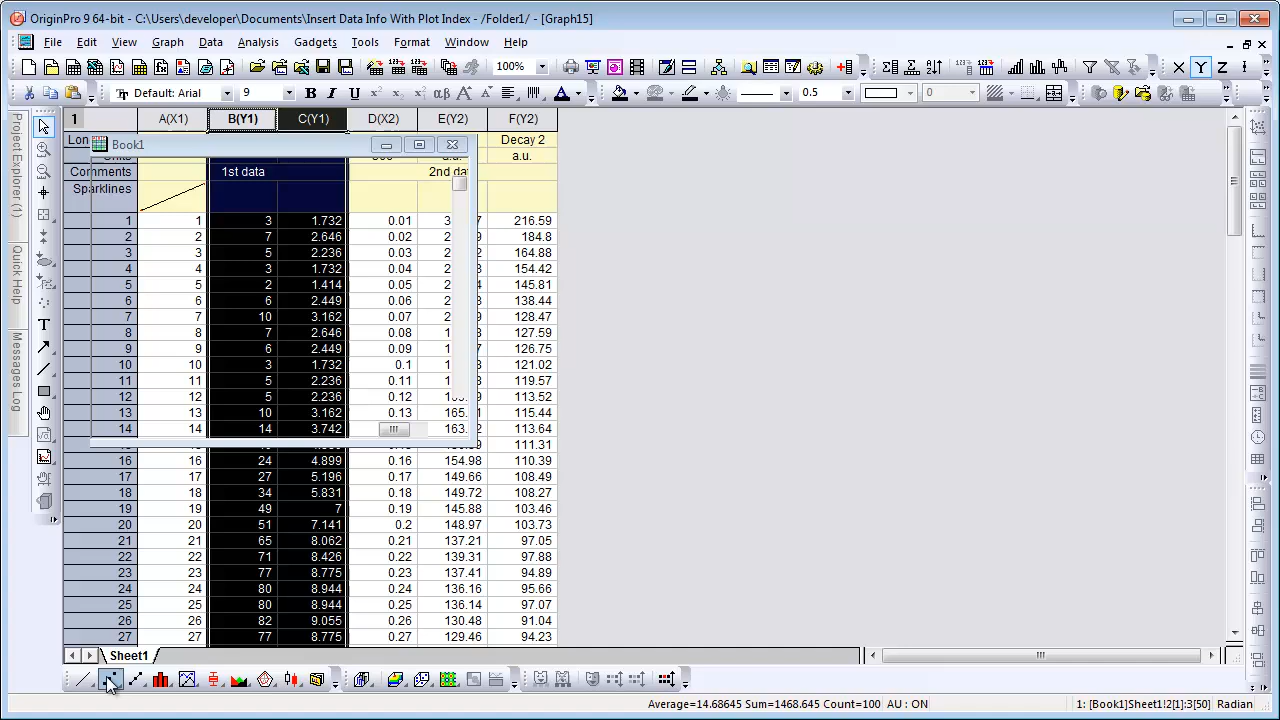 OriginPro 9 64-bit - C:\Users\developer\Documents\Insert Data Info With Plot Index - /Folder1/ - [Graph15]
File Edit View Graph Data Analysis Gadgets Tools Format Window Help
100%
Default: Arial 9 B I U 0.5 0
X Y Z
1 A(X1) B(Y1) C(Y1) D(X2) E(Y2) F(Y2)
Book1
Decay 2
a.u.
Comments 1st data 2nd da
Sparklines
1 1 3 1.732 0.01 216.59
2 2 7 2.646 0.02 184.8
3 3 5 2.236 0.03 164.88
4 4 3 1.732 0.04 154.42
5 5 2 1.414 0.05 145.81
6 6 6 2.449 0.06 138.44
7 7 10 3.162 0.07 128.47
8 8 7 2.646 0.08 127.59
9 9 6 2.449 0.09 126.75
10 10 3 1.732 0.1 121.02
11 11 5 2.236 0.11 119.57
12 12 5 2.236 0.12 113.52
13 13 10 3.162 0.13 115.44
14 14 14 3.742 0.14 163. 113.64
111.31
16 16 24 4.899 0.16 154.98 110.39
17 17 27 5.196 0.17 149.66 108.49
18 18 34 5.831 0.18 149.72 108.27
19 19 49 7 0.19 145.88 103.46
20 20 51 7.141 0.2 148.97 103.73
21 21 65 8.062 0.21 137.21 97.05
22 22 71 8.426 0.22 139.31 97.88
23 23 77 8.775 0.23 137.41 94.89
24 24 80 8.944 0.24 136.16 95.66
25 25 80 8.944 0.25 136.14 97.07
26 26 82 9.055 0.26 130.48 91.04
27 27 77 8.775 0.27 129.46 94.23
Sheet1
Project Explorer (1)
Quick Help
Messages Log
Average=14.68645 Sum=1468.645 Count=100 AU : ON 1: [Book1]Sheet1!2[1]:3[50] Radian